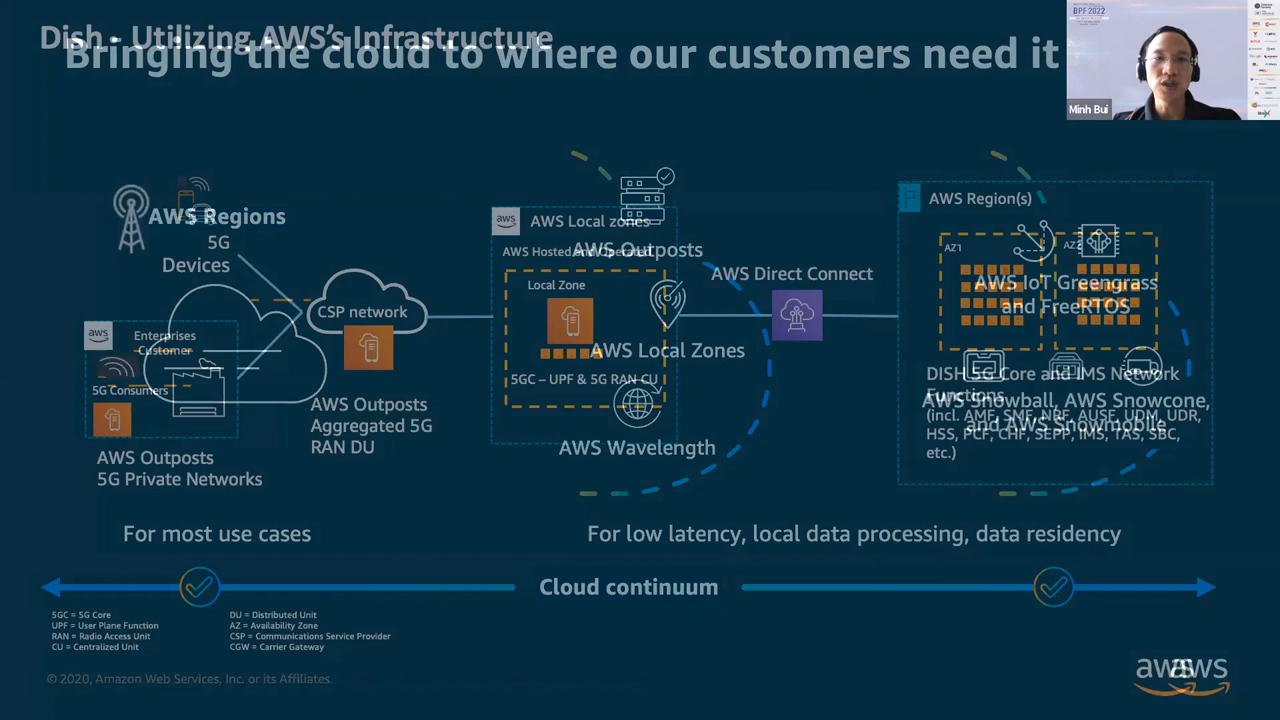 Dish - Utilizing AWS's Infrastructure
Bringing the cloud to where our customers need it
BPF 2022
Minh Bui
AWS Regions
5G
Devices
CSP network
aws
Enterprises
Customer
5G Consumers
AWS Outposts
5G Private Networks
AWS Outposts
Aggregated 5G
RAN DU
aws
AWS Local zones
AWS Hosted and Operated
Local Zone
5GC – UPF & 5G RAN CU
AWS Outposts
AWS Local Zones
AWS Wavelength
AWS Direct Connect
AWS Region(s)
AZ1
AZ2
AWS IoT Greengrass
and FreeRTOS
DISH 5G Core and IMS Network
Functions
(incl. AMF, SMF, NRF, AUSF, UDM, UDR,
HSS, PCF, CHF, SEPP, IMS, TAS, SBC,
etc.)
AWS Snowball, AWS Snowcone,
and AWS Snowmobile
For most use cases
For low latency, local data processing, data residency
Cloud continuum
5GC = 5G Core
UPF = User Plane Function
RAN = Radio Access Unit
CU = Centralized Unit
DU = Distributed Unit
AZ = Availability Zone
CSP = Communications Service Provider
CGW = Carrier Gateway
© 2020, Amazon Web Services, Inc. or its Affiliates.
aws
aws